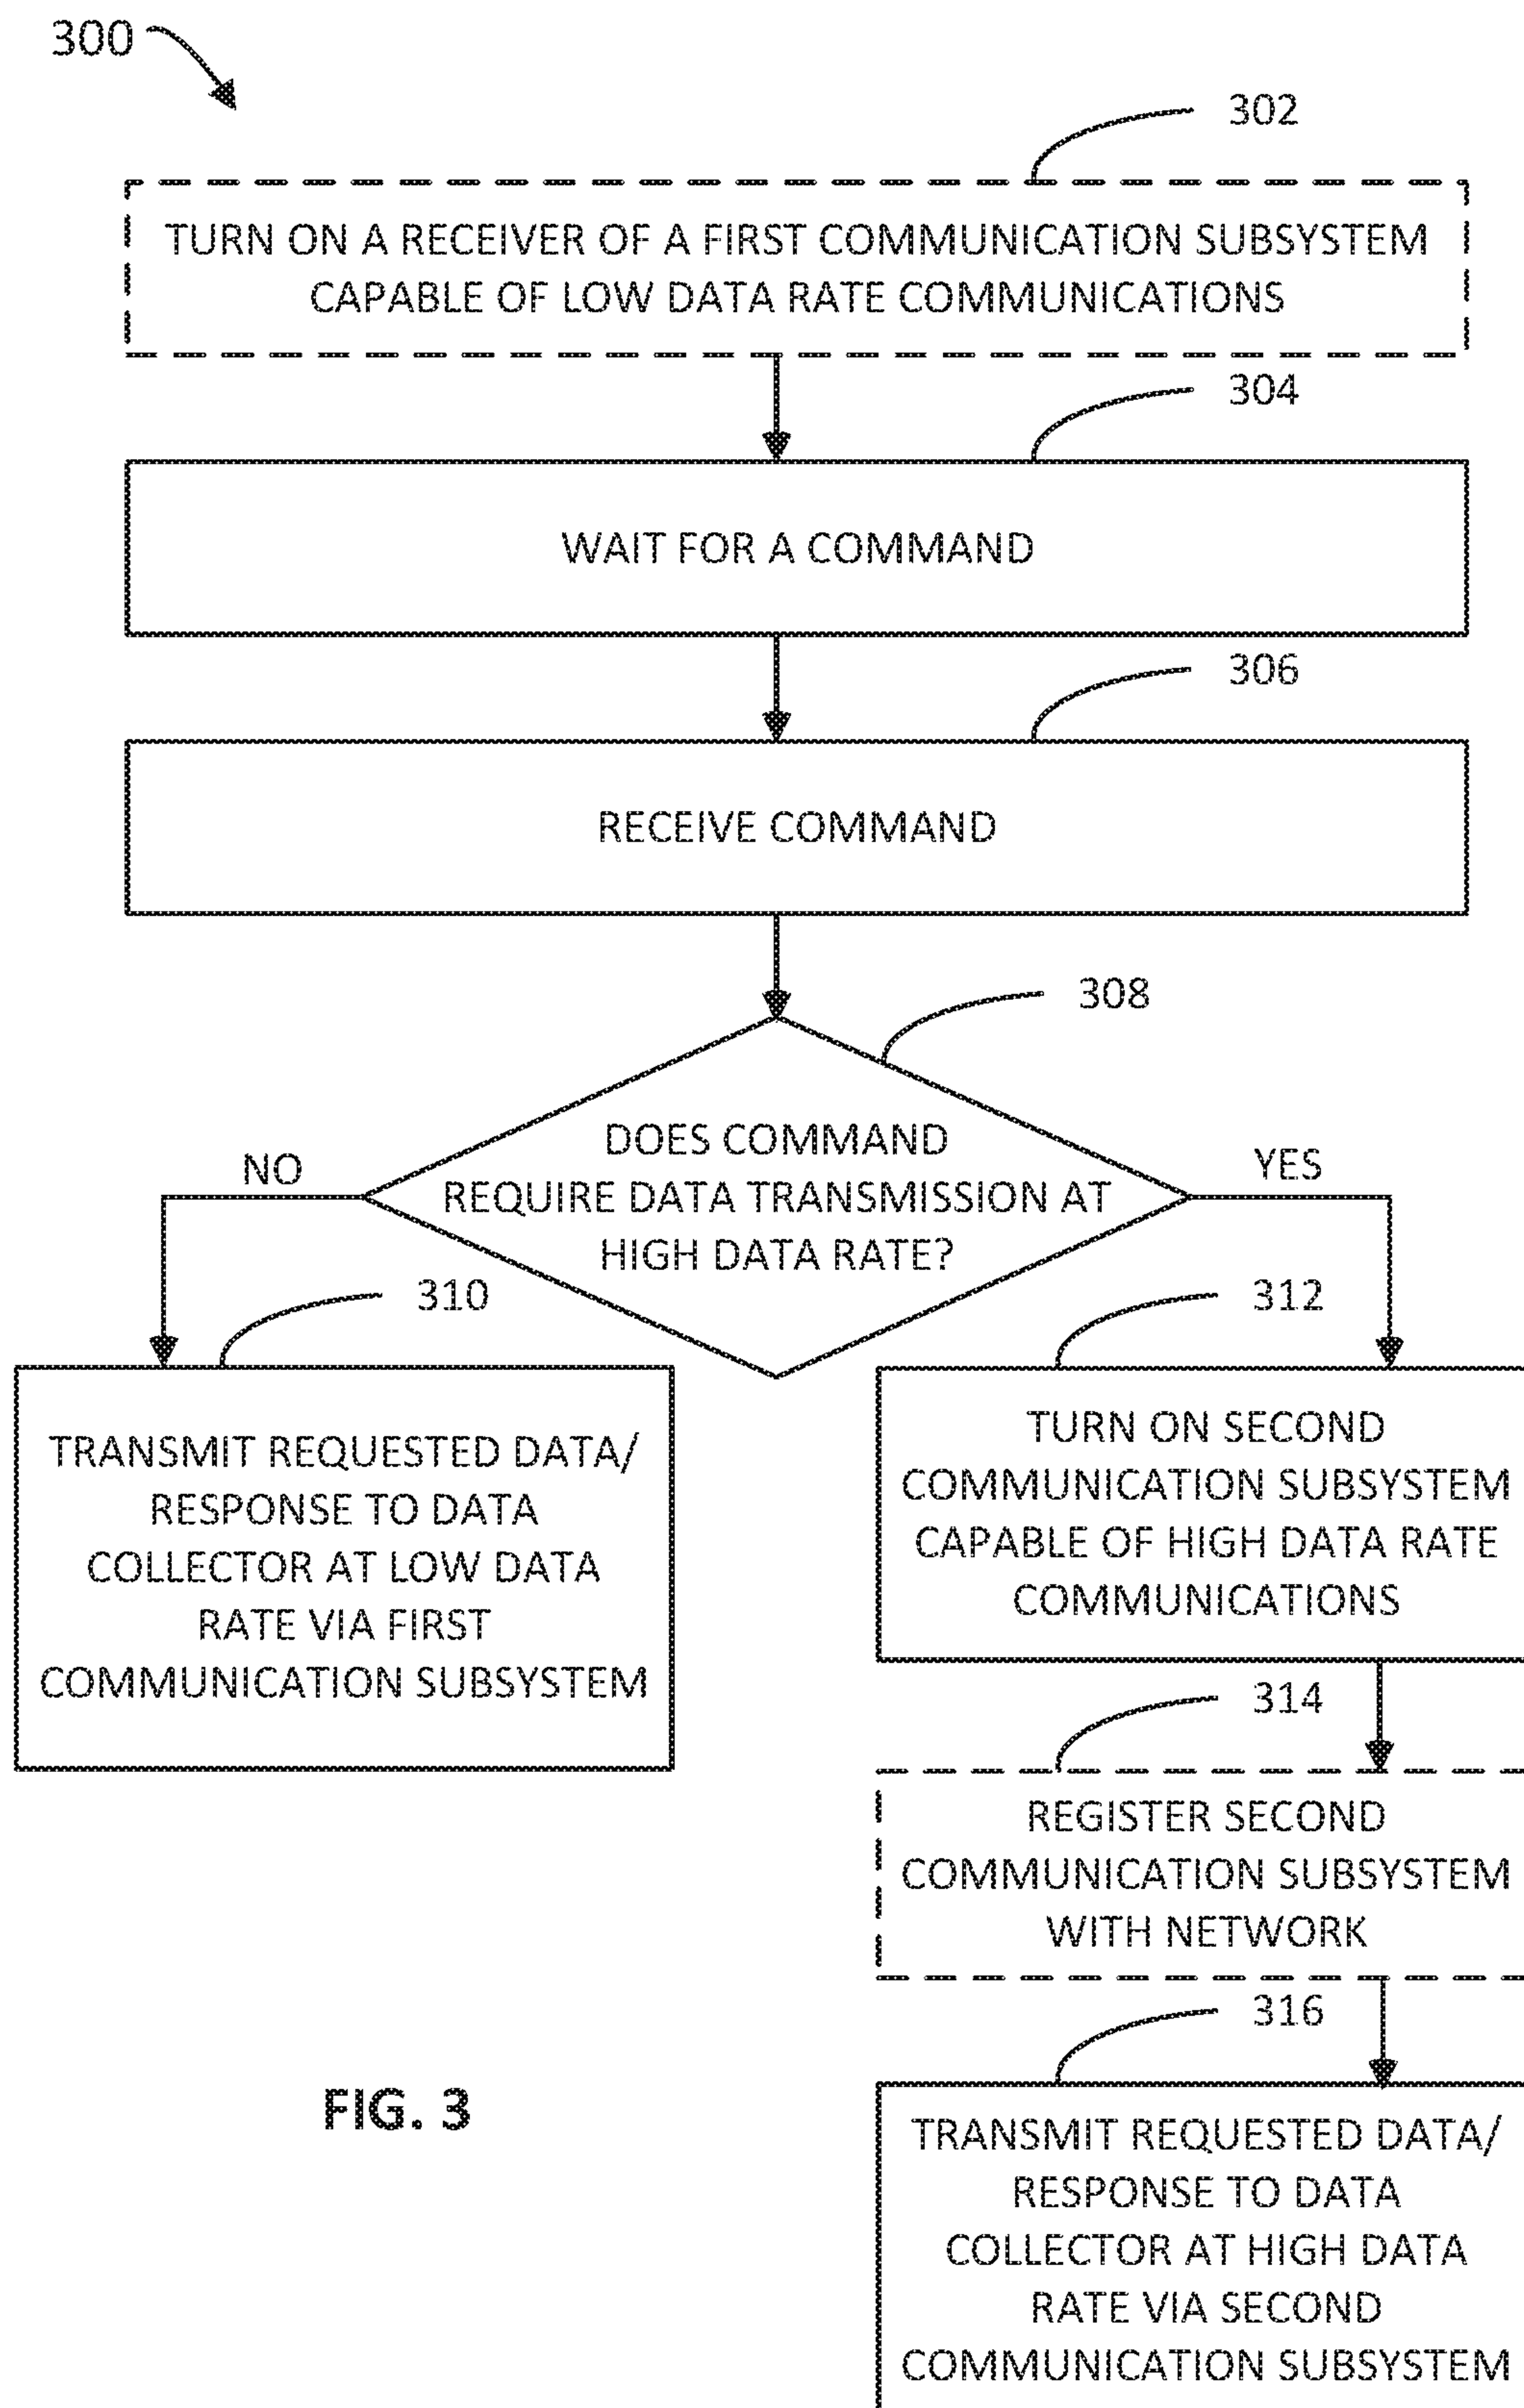 300
302
TURN ON A RECEIVER OF A FIRST COMMUNICATION SUBSYSTEM
CAPABLE OF LOW DATA RATE COMMUNICATIONS
304
WAIT FOR A COMMAND
306
RECEIVE COMMAND
308
DOES COMMAND
REQUIRE DATA TRANSMISSION AT
HIGH DATA RATE?
NO
YES
310
TRANSMIT REQUESTED DATA/
RESPONSE TO DATA
COLLECTOR AT LOW DATA
RATE VIA FIRST
COMMUNICATION SUBSYSTEM
312
TURN ON SECOND
COMMUNICATION SUBSYSTEM
CAPABLE OF HIGH DATA RATE
COMMUNICATIONS
314
REGISTER SECOND
COMMUNICATION SUBSYSTEM
WITH NETWORK
316
TRANSMIT REQUESTED DATA/
RESPONSE TO DATA
COLLECTOR AT HIGH DATA
RATE VIA SECOND
COMMUNICATION SUBSYSTEM
FIG. 3